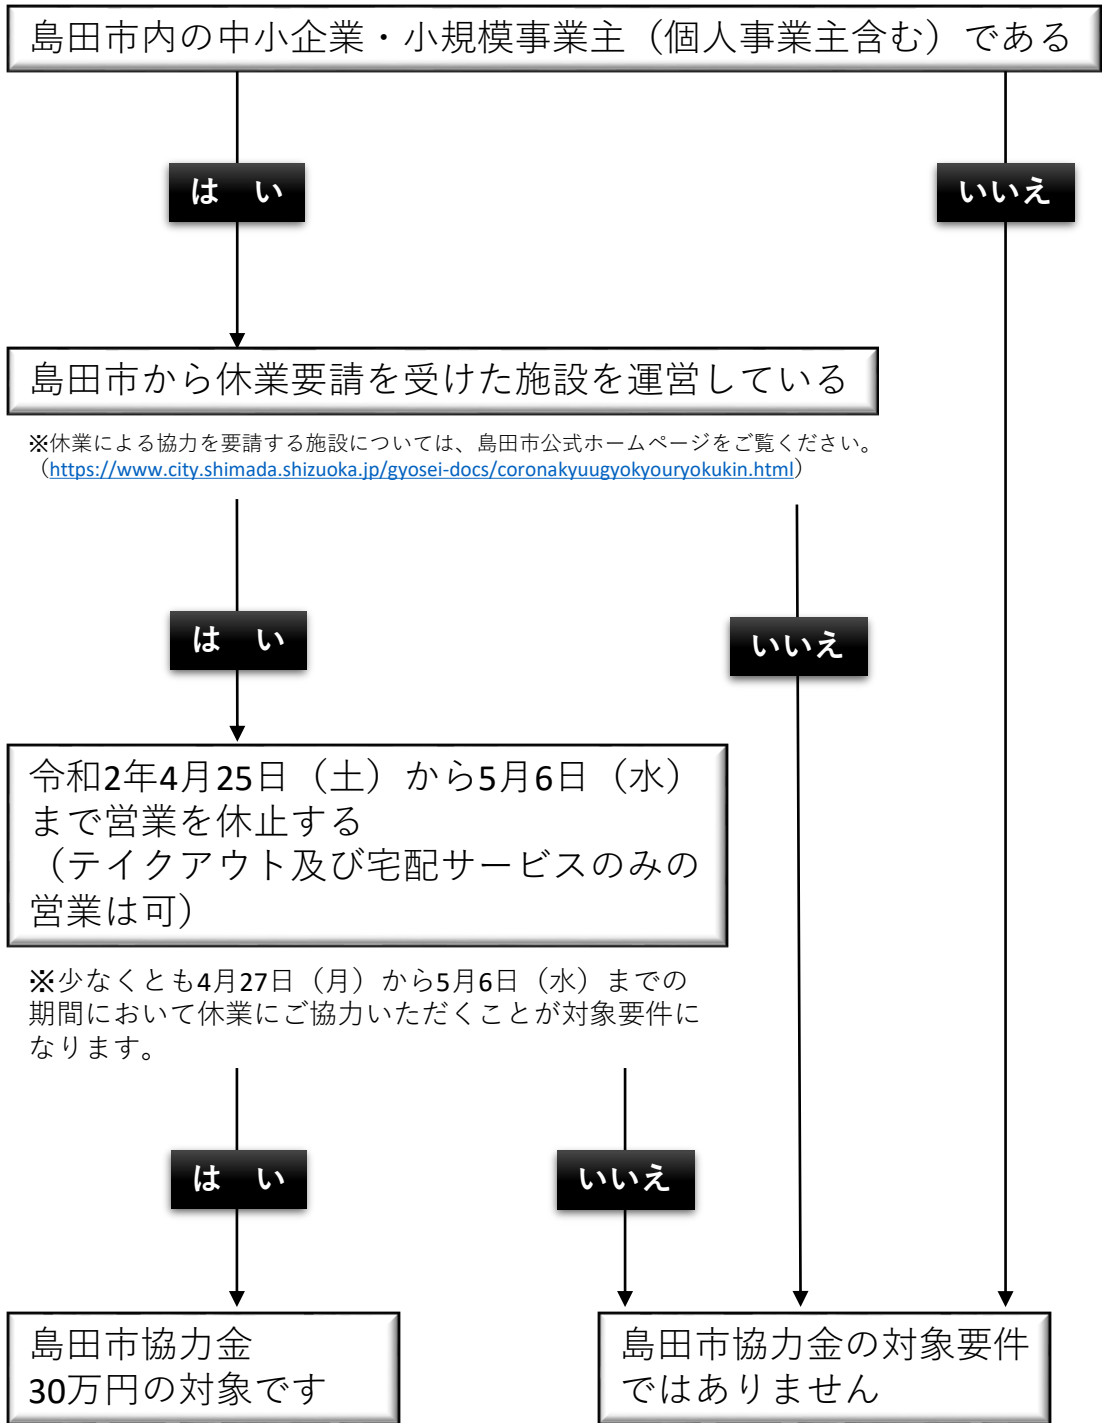 島田市内の中小企業・小規模事業主（個人事業主含む）である
は　い
いいえ
島田市から休業要請を受けた施設を運営している
※休業による協力を要請する施設については、島田市公式ホームページをご覧ください。
（https://www.city.shimada.shizuoka.jp/gyosei-docs/coronakyuugyokyouryokukin.html）
は　い
いいえ
令和2年4月25日（土）から5月6日（水）
まで営業を休止する
（テイクアウト及び宅配サービスのみの
営業は可）
※少なくとも4月27日（月）から5月6日（水）までの
期間において休業にご協力いただくことが対象要件に
なります。
は　い
いいえ
島田市協力金
30万円の対象です
島田市協力金の対象要件
ではありません